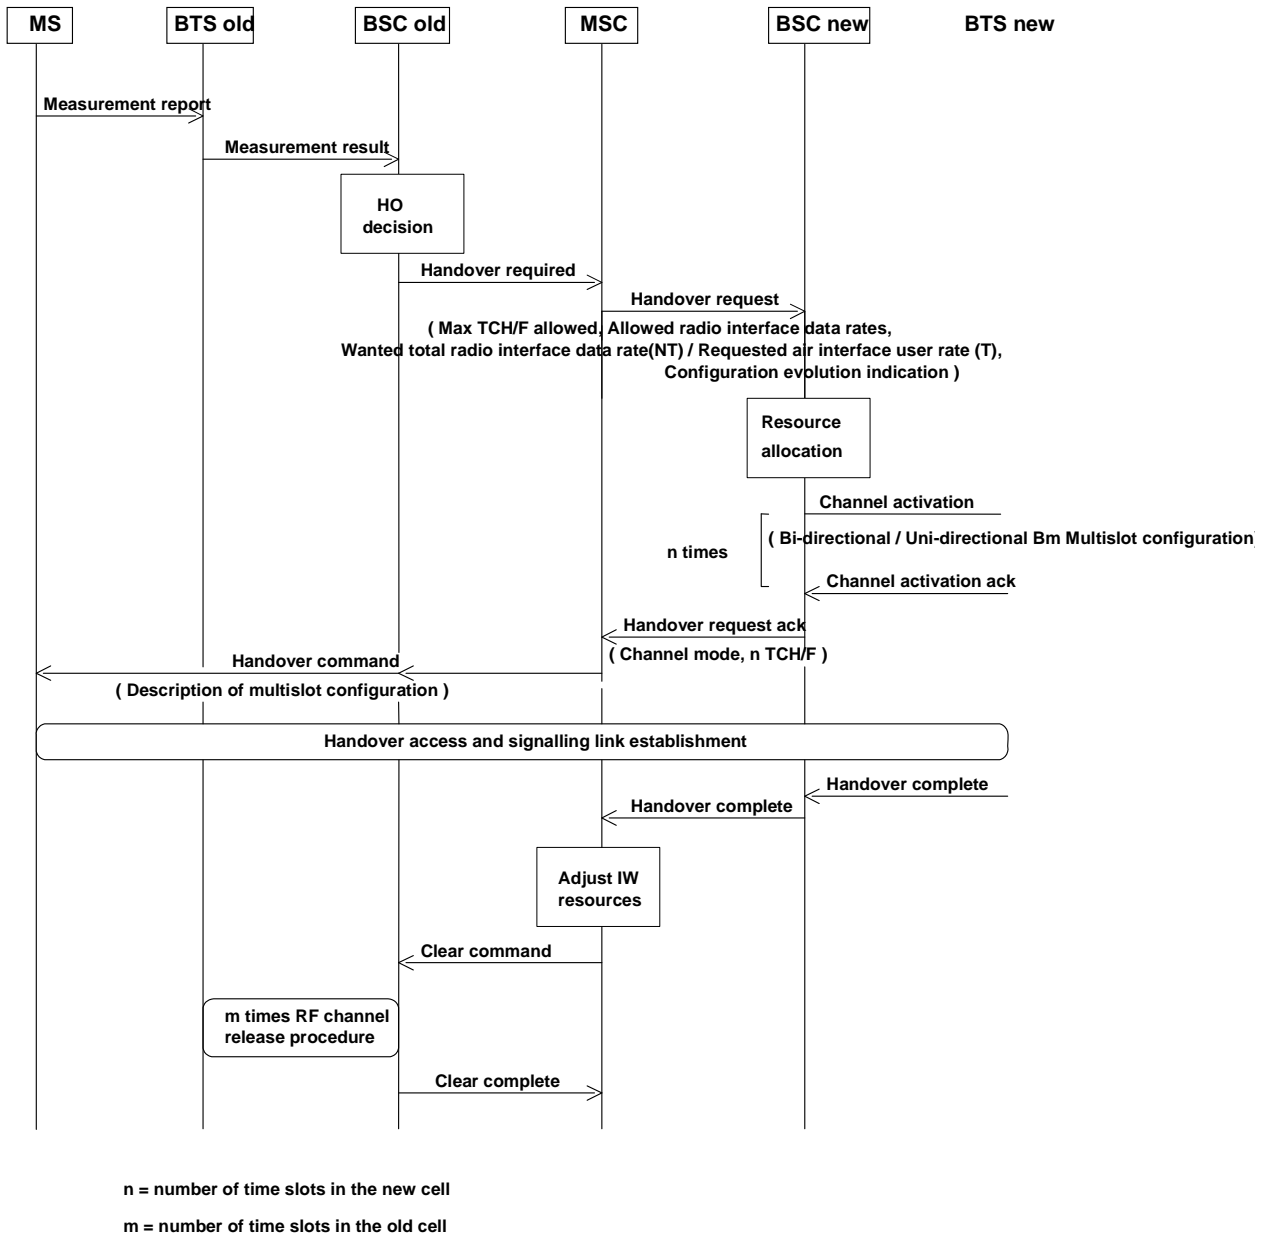 MS
BTS old
BSC old
MSC
BSC new
BTS new
Measurement report
Measurement result
HO
decision
Handover required
Handover request
( Max TCH/F allowed, Allowed radio interface data rates,
Wanted total radio interface data rate(NT) / Requested air interface user rate (T),
Configuration evolution indication )
Resource
allocation
Channel activation
( Bi-directional / Uni-directional Bm Multislot configuration
n times
Channel activation ack
Handover request ack
( Channel mode, n TCH/F )
Handover command
( Description of multislot configuration )
Handover access and signalling link establishment
Handover complete
Handover complete
Adjust IW
resources
Clear command
m times RF channel
release procedure
Clear complete
n = number of time slots in the new cell
m = number of time slots in the old cell